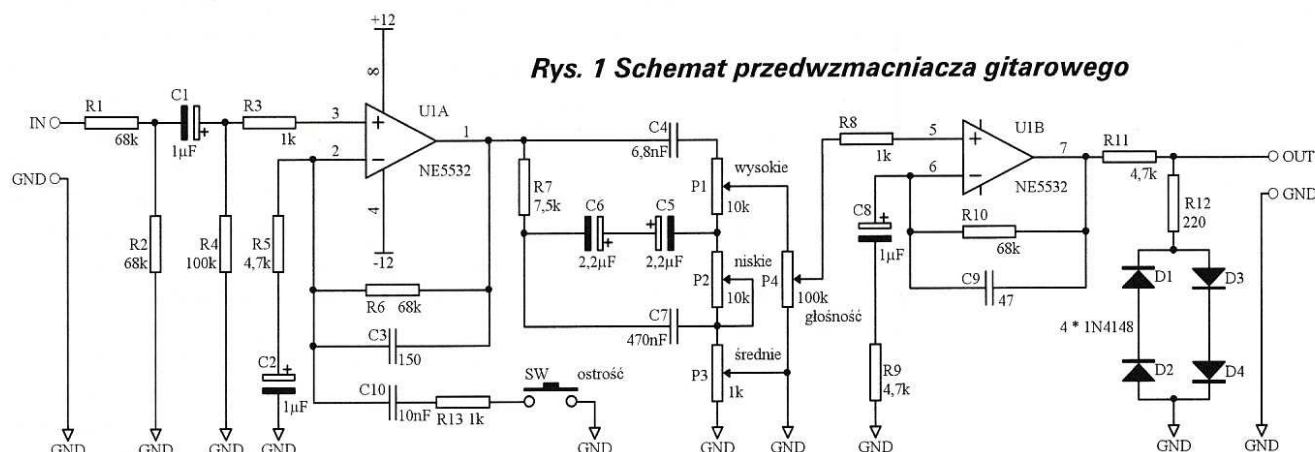 Rys. 1 Schemat przedwzmacniacza gitarowego
+12
8
IN
R1
68k
C1
+
1µF
R3
1k
3
+
U1A
1
2
−
NE5532
4
-12
GND
R2
68k
R4
100k
R5
4,7k
R6
68k
C3
150
C2
+
1µF
C10
10nF
R13 1k
SW
ostrość
R7
7,5k
C4
6,8nF
C6
+
2,2µF
C5
+
2,2µF
C7
470nF
P1
wysokie
10k
P2
niskie
10k
P3
średnie
1k
P4
100k
głośność
R8
1k
5
+
U1B
7
6
−
NE5532
C8
+
1µF
R9
4,7k
R10
68k
C9
47
R11
4,7k
OUT
GND
R12
220
D1
D3
4 * 1N4148
D2
D4
GND
GND
GND
GND
GND
GND
GND
GND
GND
GND